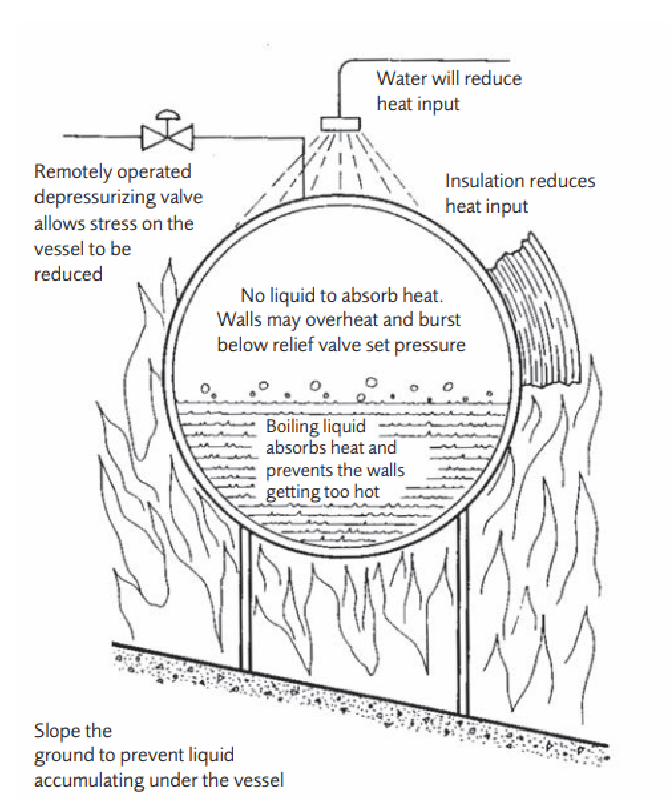 Water will reduce
heat input
Remotely operated
depressurizing valve
allows stress on the
vessel to be
reduced
Insulation reduces
heat input
No liquid to absorb heat.
Walls may overheat and burst
below relief valve set pressure
Boiling liquid
absorbs heat and
prevents the walls
getting too hot
Slope the
ground to prevent liquid
accumulating under the vessel